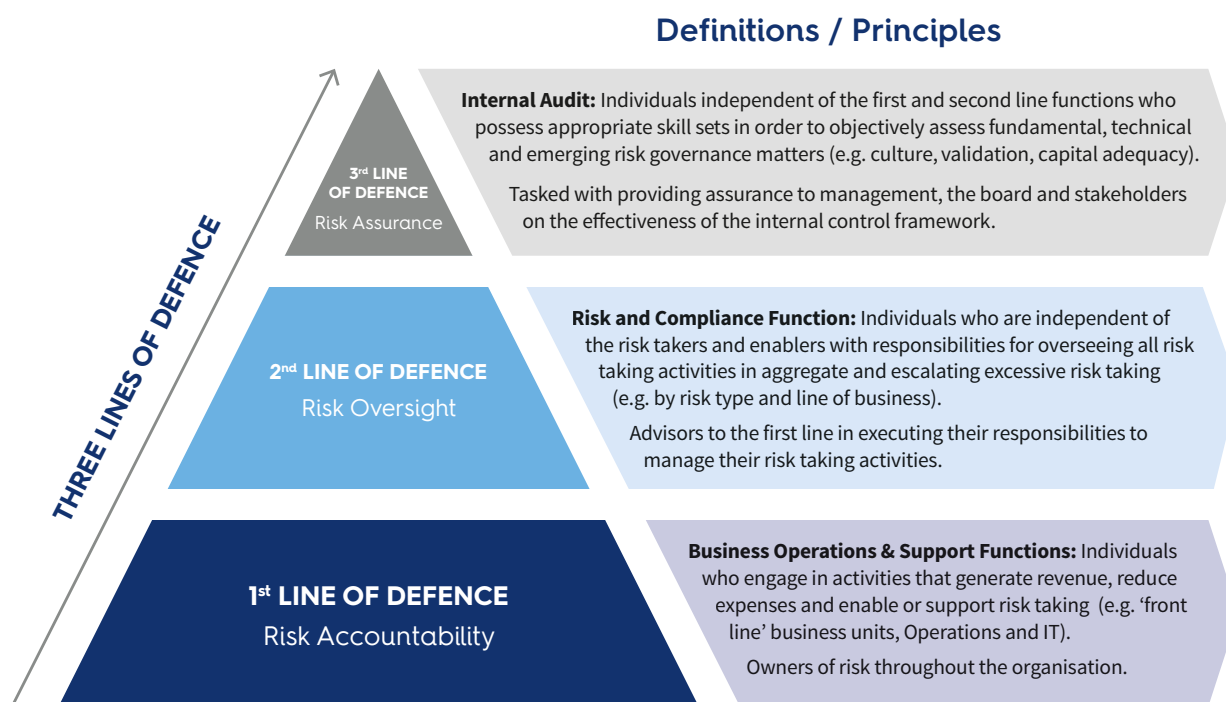 Definitions / Principles
THREE LINES OF DEFENCE
3rd LINE
OF DEFENCE
Risk Assurance
Internal Audit: Individuals independent of the first and second line functions who
possess appropriate skill sets in order to objectively assess fundamental, technical
and emerging risk governance matters (e.g. culture, validation, capital adequacy).
Tasked with providing assurance to management, the board and stakeholders
on the effectiveness of the internal control framework.
2nd LINE OF DEFENCE
Risk Oversight
Risk and Compliance Function: Individuals who are independent of
the risk takers and enablers with responsibilities for overseeing all risk
taking activities in aggregate and escalating excessive risk taking
(e.g. by risk type and line of business).
Advisors to the first line in executing their responsibilities to
manage their risk taking activities.
1st LINE OF DEFENCE
Risk Accountability
Business Operations & Support Functions: Individuals
who engage in activities that generate revenue, reduce
expenses and enable or support risk taking (e.g. ‘front
line’ business units, Operations and IT).
Owners of risk throughout the organisation.